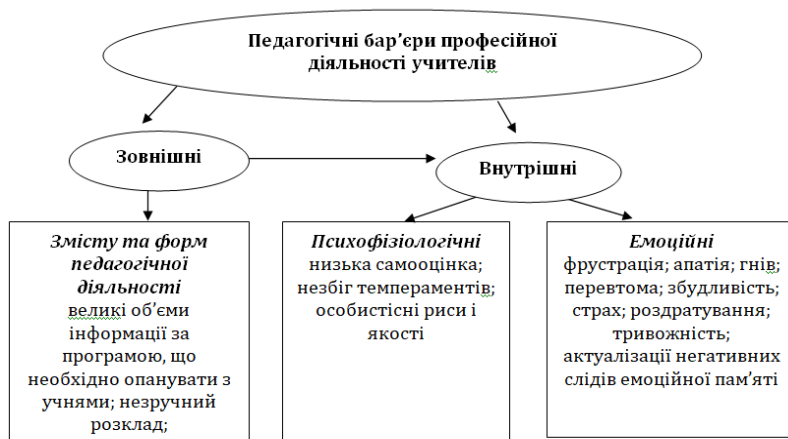 Педагогічні бар’єри професійної
діяльності учителів
Зовнішні
Внутрішні
Змісту та форм
педагогічної
діяльності
великі об’єми
інформації за
програмою, що
необхідно опанувати з
учнями; незручний
розклад;
Психофізіологічні
низька самооцінка;
незбіг темпераментів;
особистісні риси і
якості
Емоційні
фрустрація; апатія; гнів;
перевтома; збудливість;
страх; роздратування;
тривожність;
актуалізації негативних
слідів емоційної пам’яті